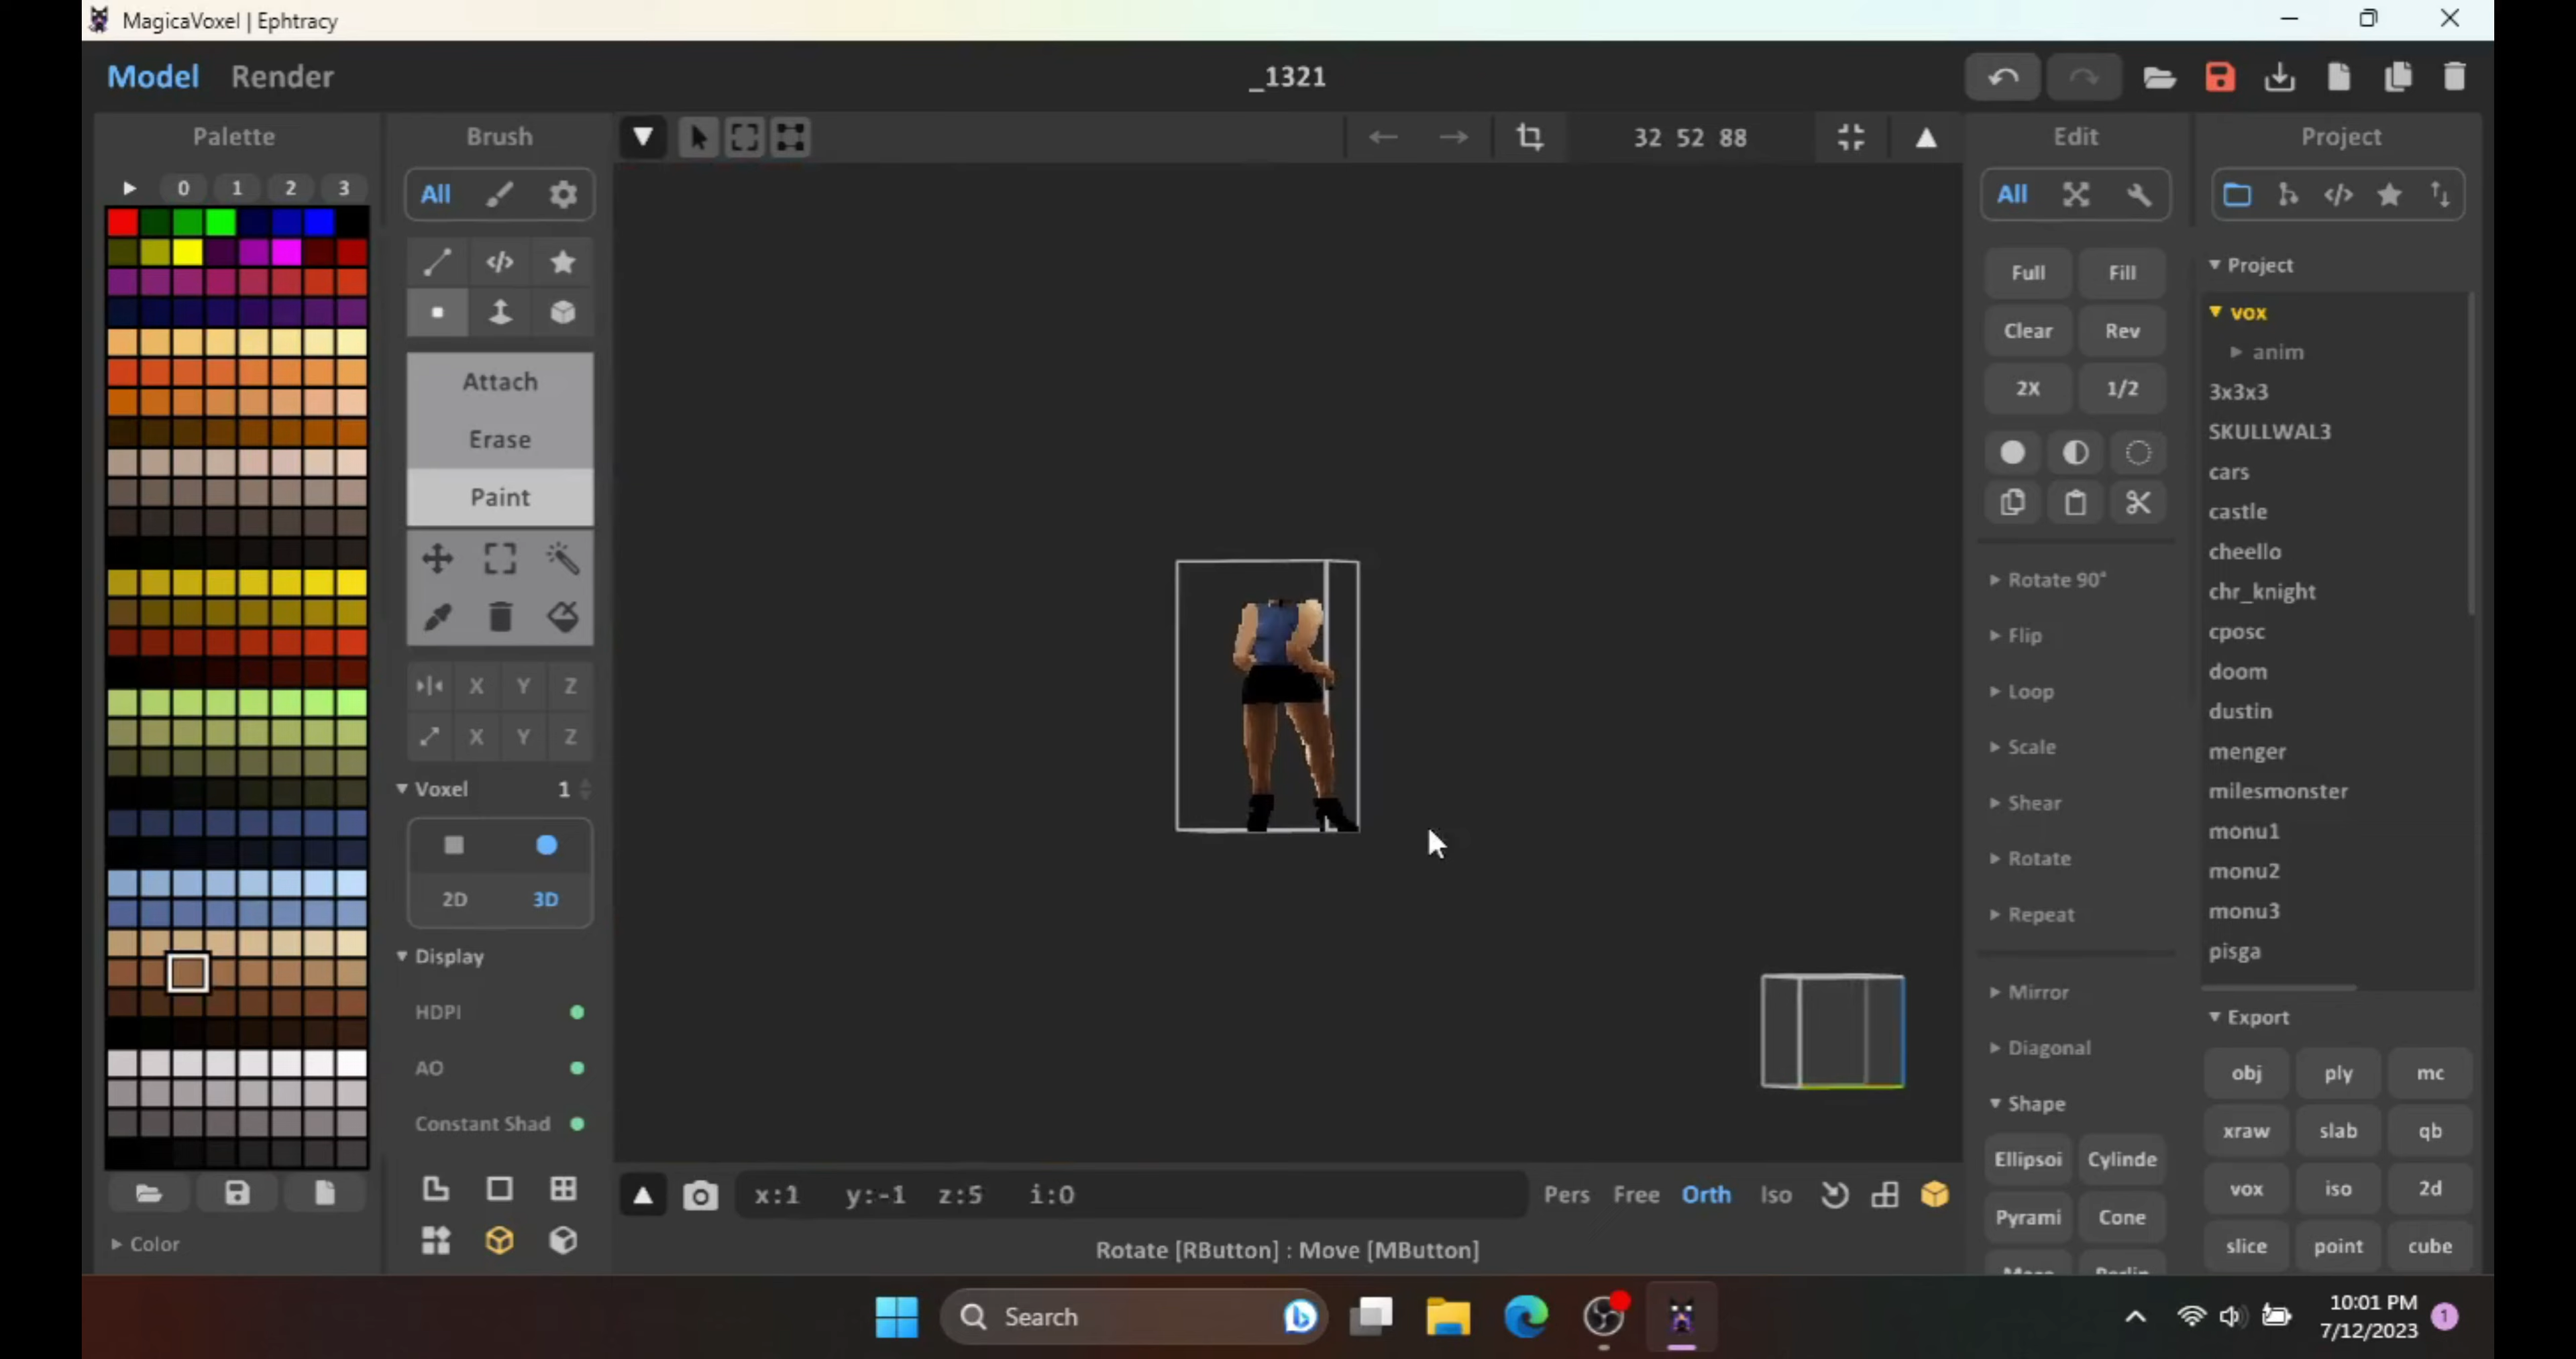 MagicaVoxel | Ephtracy
Model Render
_1321
Palette
0 1 2 3
Color
Brush
All
Attach
Erase
Paint
X Y Z
X Y Z
Voxel 1
2D 3D
Display
HDPI
AO
Constant Shad
32 52 88
x:1 y:-1 z:5 i:0
Pers Free Orth Iso
Rotate [RButton] : Move [MButton]
Edit
All
Full Fill
Clear Rev
2X 1/2
Rotate 90°
Flip
Loop
Scale
Shear
Rotate
Repeat
Mirror
Diagonal
Shape
Ellipsoi Cylinde
Pyrami Cone
Project
Project
vox
anim
3x3x3
SKULLWAL3
cars
castle
cheello
chr_knight
cposc
doom
dustin
menger
milesmonster
monu1
monu2
monu3
pisga
Export
obj ply mc
xraw slab qb
vox iso 2d
slice point cube
Search
10:01 PM
7/12/2023
1